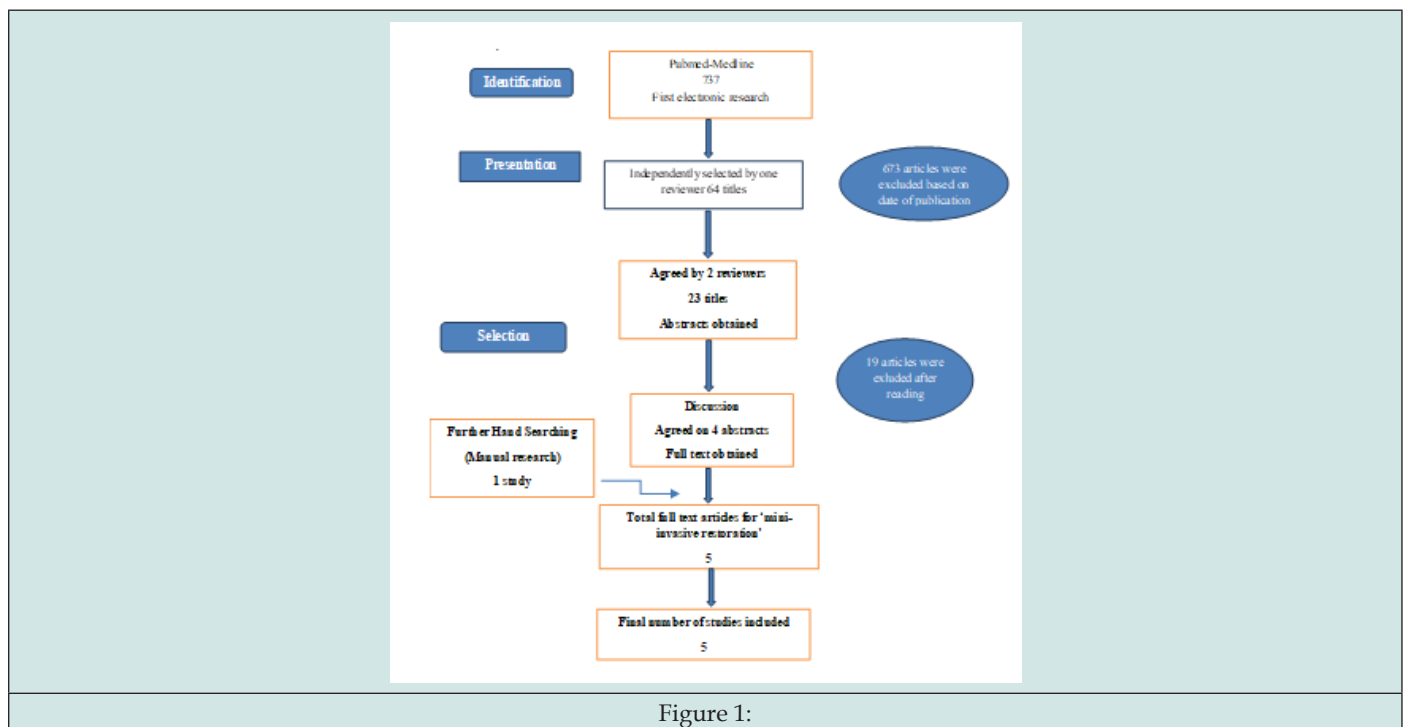 Identification
Pubmed-Medline
737
First electronic research
Presentation
Independently selected by one
reviewer 64 titles
673 articles were
excluded based on
date of publication
Agreed by 2 reviewers
23 titles
Abstracts obtained
Selection
19 articles were
exluded after
reading
Discussion
Agreed on 4 abstracts
Full text obtained
Further Hand Searching
(Manual research)
1 study
Total full text articles for ‘mini-
invasive restoration’
5
Final number of studies included
5
Figure 1: